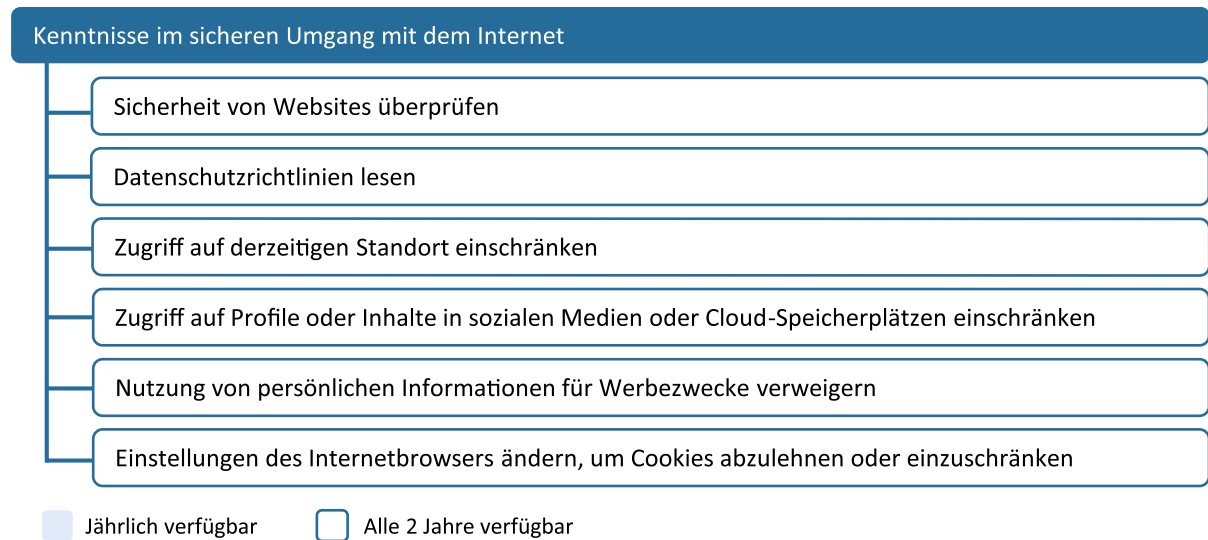 Kenntnisse im sicheren Umgang mit dem Internet
Sicherheit von Websites überprüfen
Datenschutzrichtlinien lesen
Zugriff auf derzeitigen Standort einschränken
Zugriff auf Profile oder Inhalte in sozialen Medien oder Cloud-Speicherplätzen einschränken
Nutzung von persönlichen Informationen für Werbezwecke verweigern
Einstellungen des Internetbrowsers ändern, um Cookies abzulehnen oder einzuschränken
Jährlich verfügbar Alle 2 Jahre verfügbar